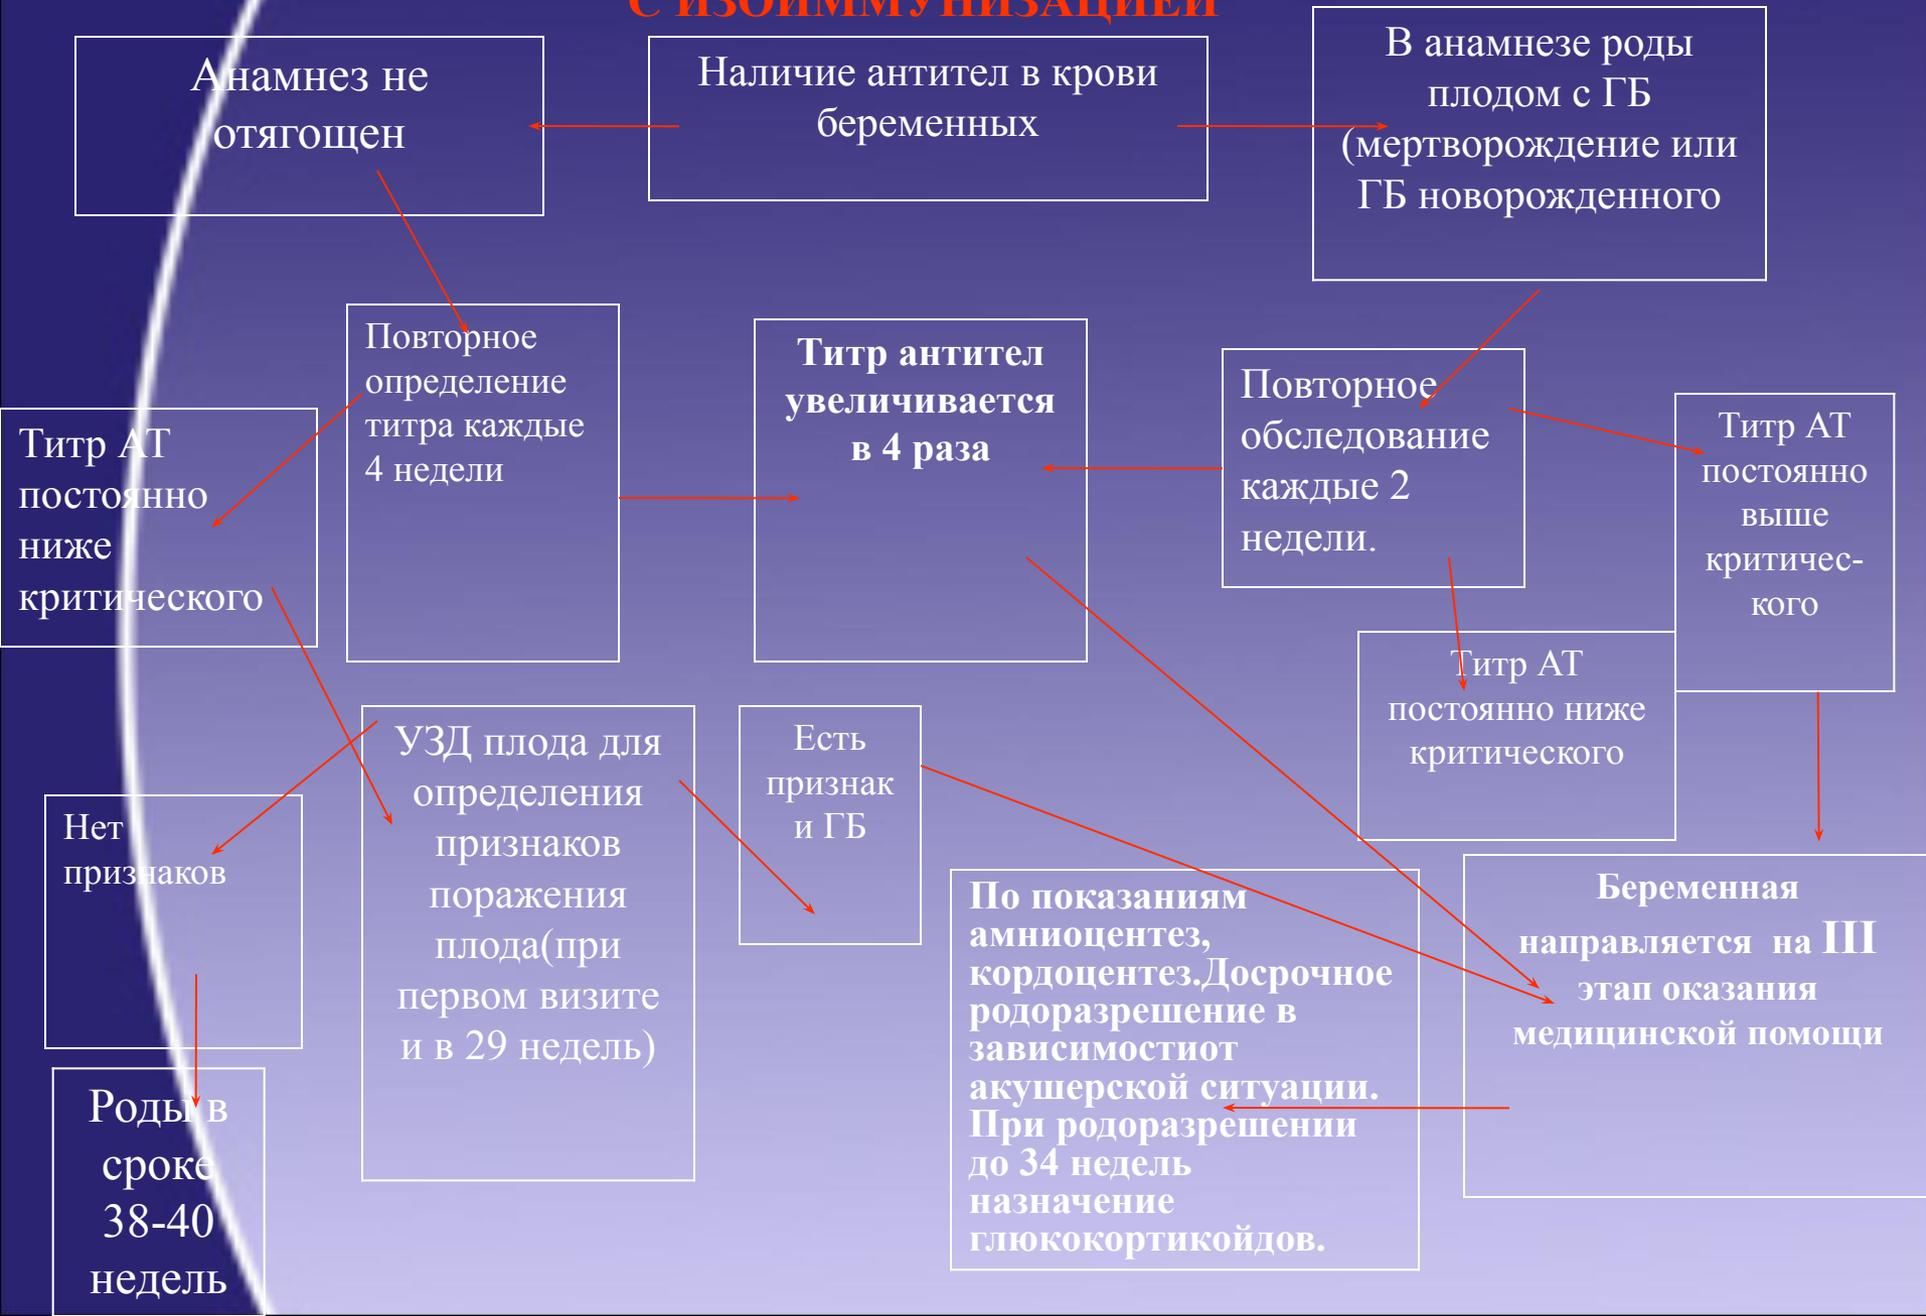 С ИЗОИММУНИЗАЦИЕЙ
Анамнез не
отягощен
Наличие антител в крови
беременных
В анамнезе роды
плодом с ГБ
(мертворождение или
ГБ новорожденного
Повторное
определение
титра каждые
4 недели
Титр антител
увеличивается
в 4 раза
Повторное
обследование
каждые 2
недели.
Титр АТ
постоянно
выше
критичес-
кого
Титр АТ
постоянно
ниже
критического
Титр АТ
постоянно ниже
критического
УЗД плода для
определения
признаков
поражения
плода(при
первом визите
и в 29 недель)
Есть
признак
и ГБ
Нет
признаков
По показаниям
амниоцентез,
кордоцентез.Досрочное
родоразрешение в
зависимостиот
акушерской ситуации.
При родоразрешении
до 34 недель
назначение
глюкокортикойдов.
Беременная
направляется на III
этап оказания
медицинской помощи
Роды в
сроке
38-40
недель